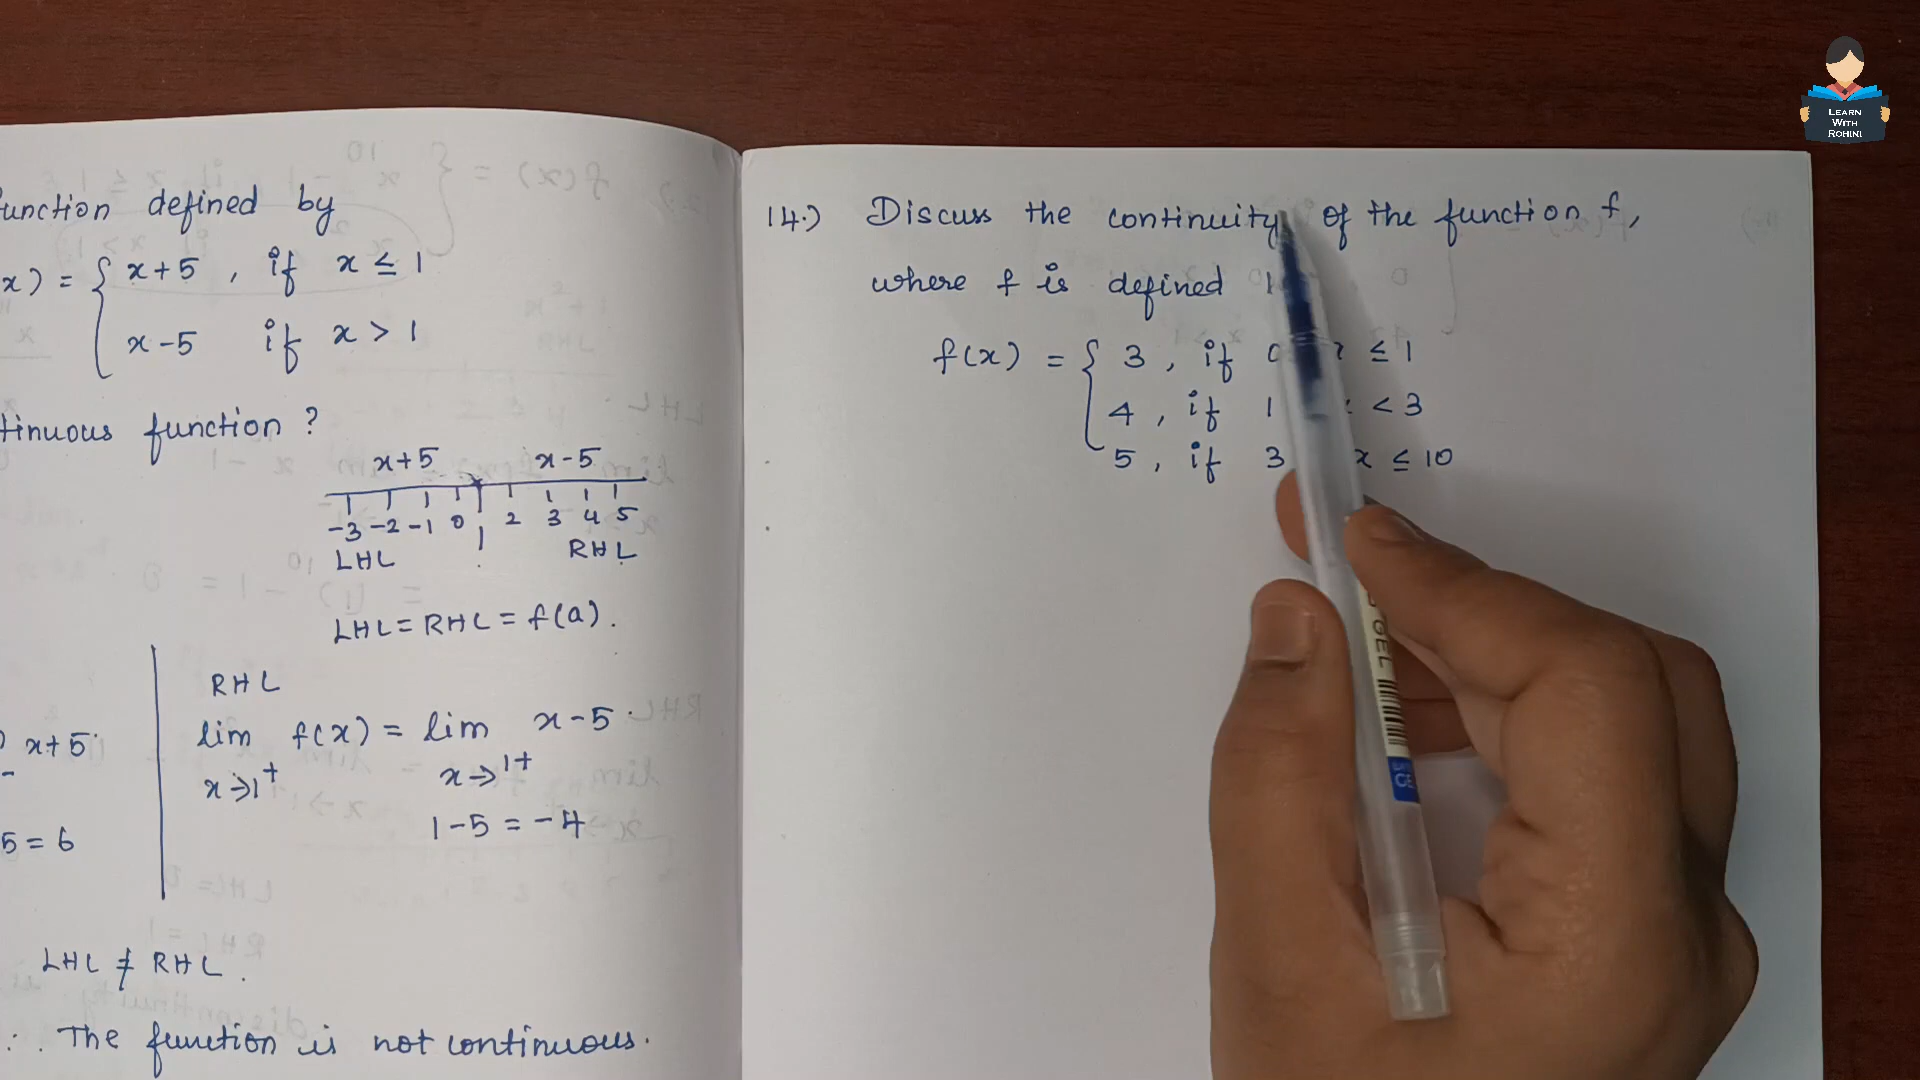 unction defined by
x) = { x+5 , if x ≤ 1
x-5 if x > 1
tinuous function ?
x+5 x-5
-3 -2 -1 0 1 2 3 4 5
LHL RHL
LHL = RHL = f(a).
RHL
lim f(x) = lim x-5
x→1+ x→1+
1-5 = -4
x+5
5 = 6
LHL ≠ RHL.
∴ The function is not continuous.
14.) Discuss the continuity of the function f,
where f is defined
f(x) = { 3 , if ≤ 1
4 , if 1 < 3
5 , if 3 x ≤ 10
LEARN
WITH
ROHINI